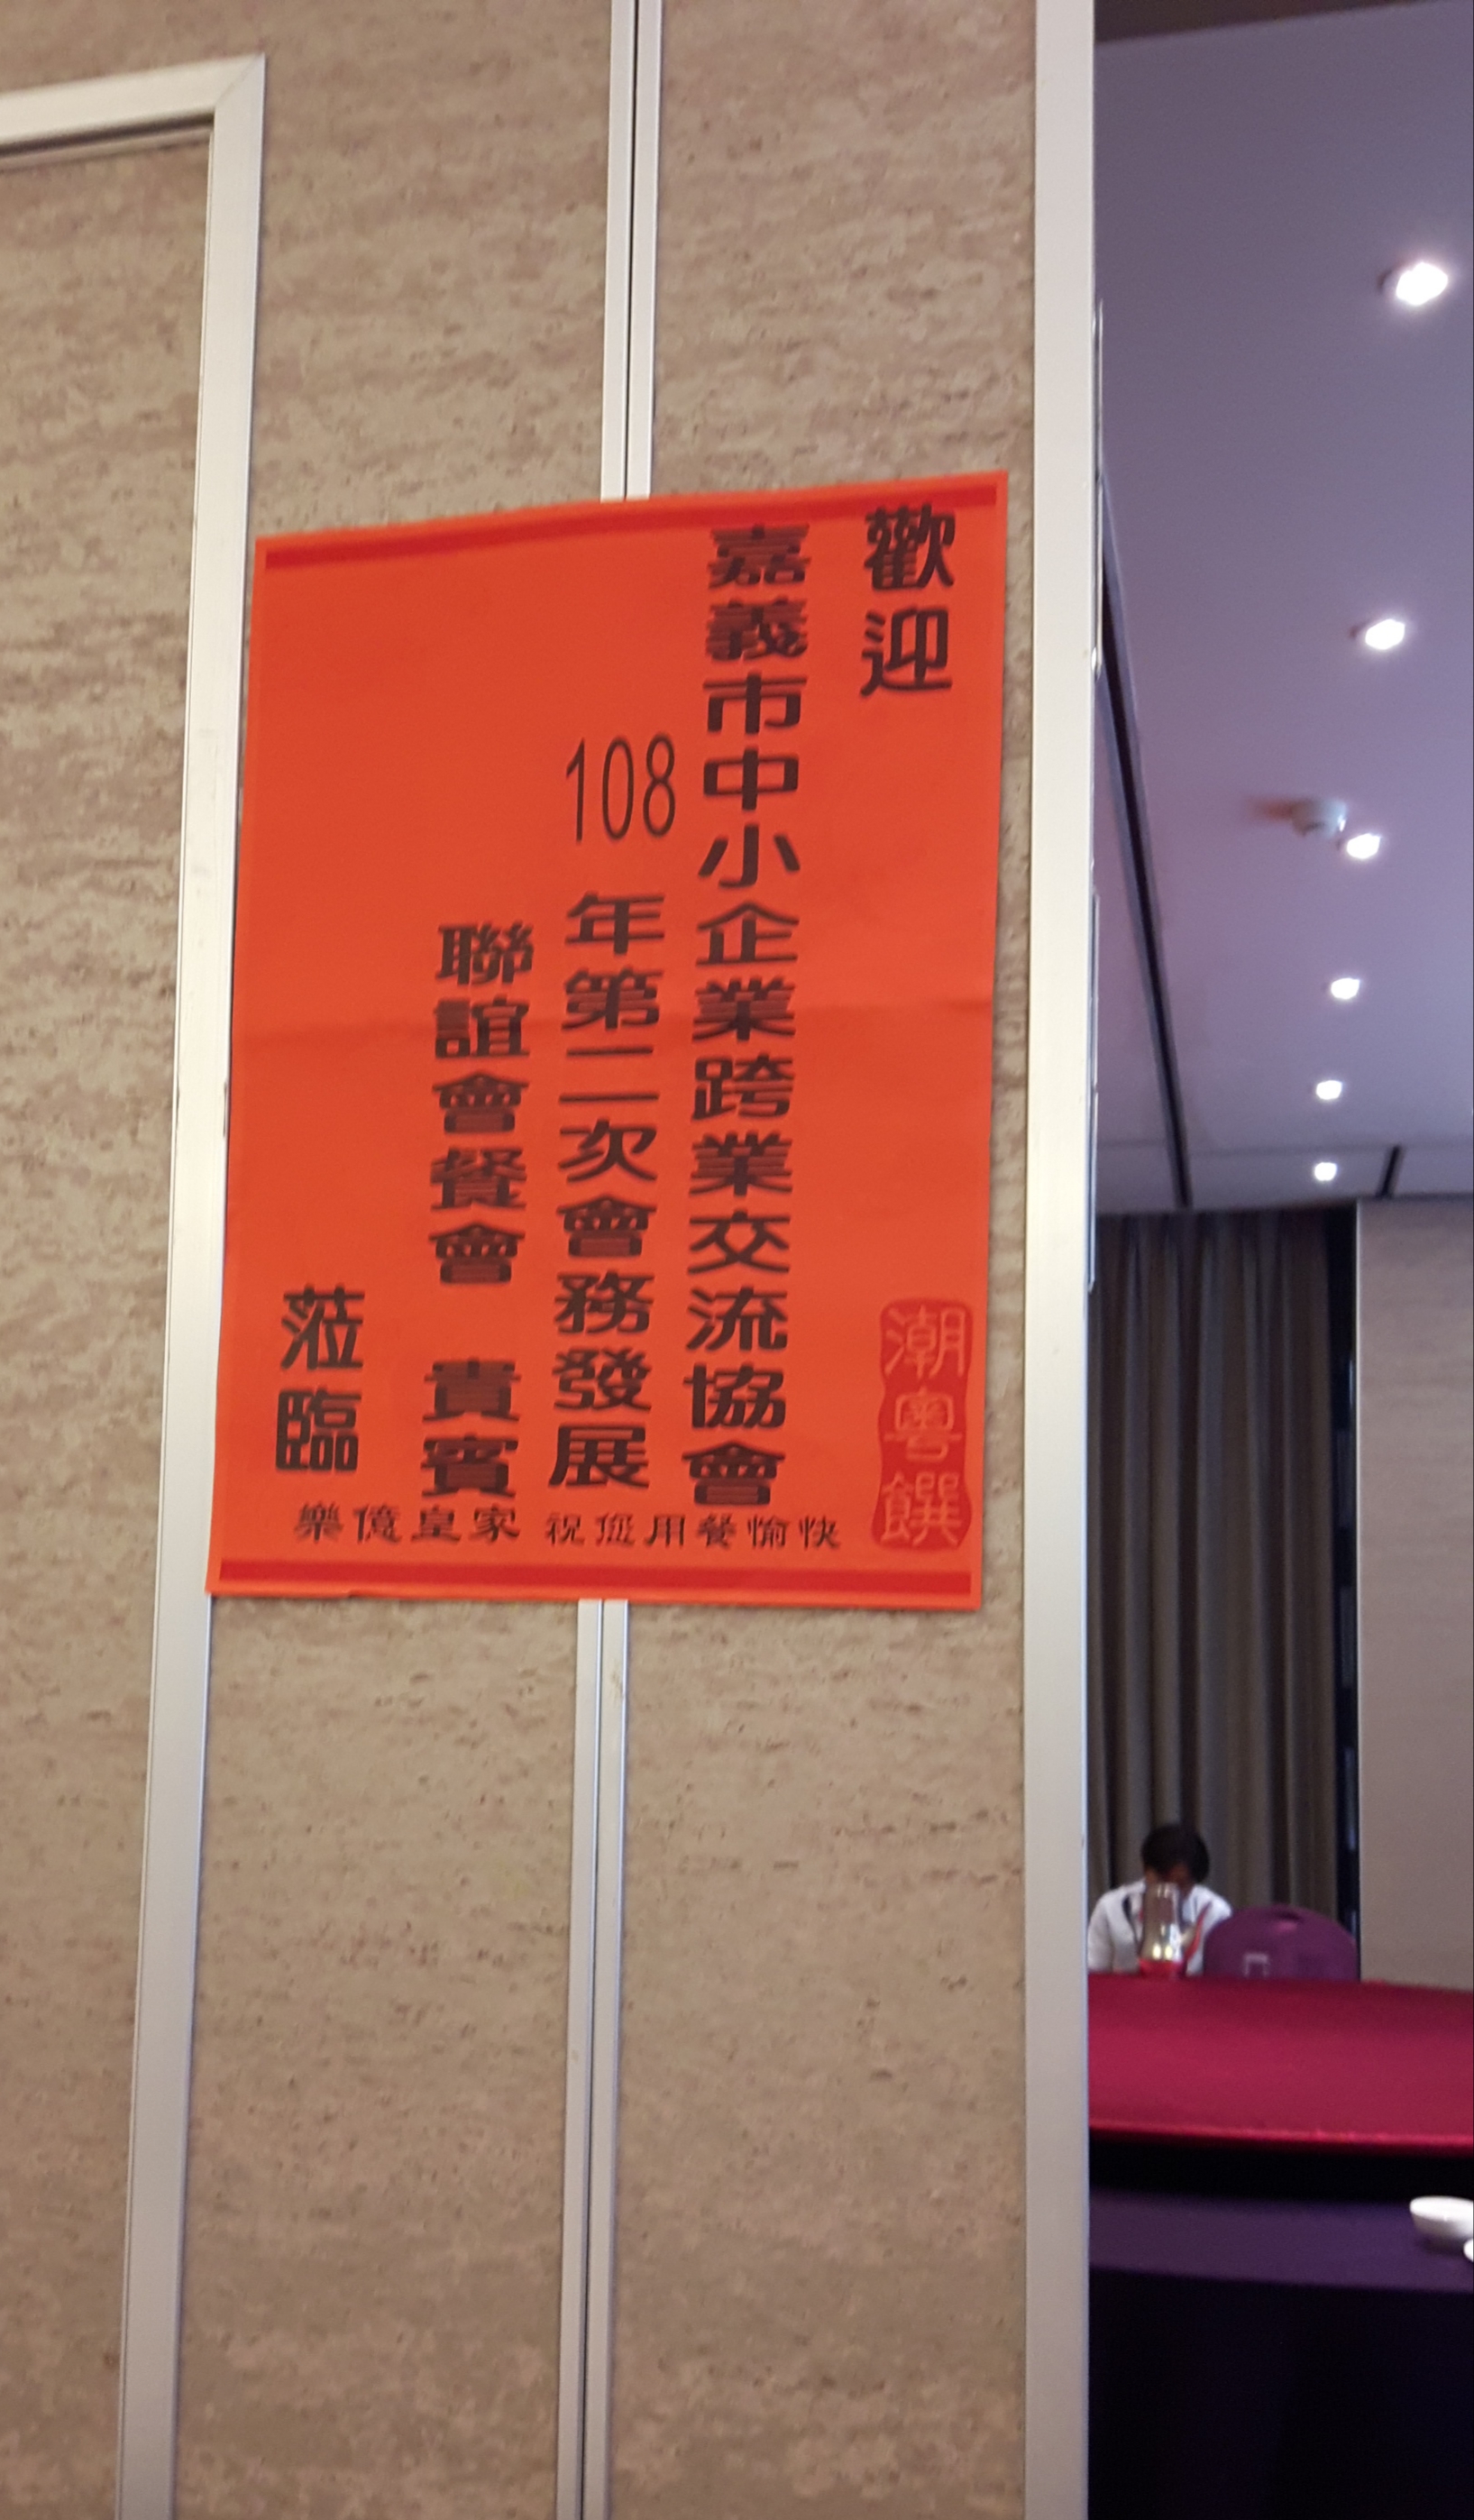 歡迎
嘉義市中小企業跨業交流協會
108年第二次會務發展
聯誼會餐會 貴賓
蒞臨
潮粵饌
樂億皇家 祝您用餐愉快